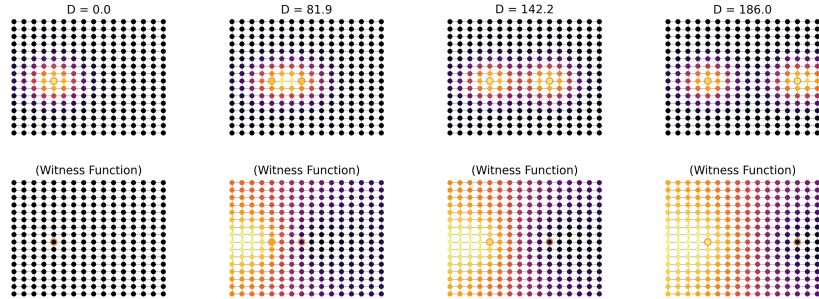 D = 0.0
D = 81.9
D = 142.2
D = 186.0
(Witness Function)
(Witness Function)
(Witness Function)
(Witness Function)